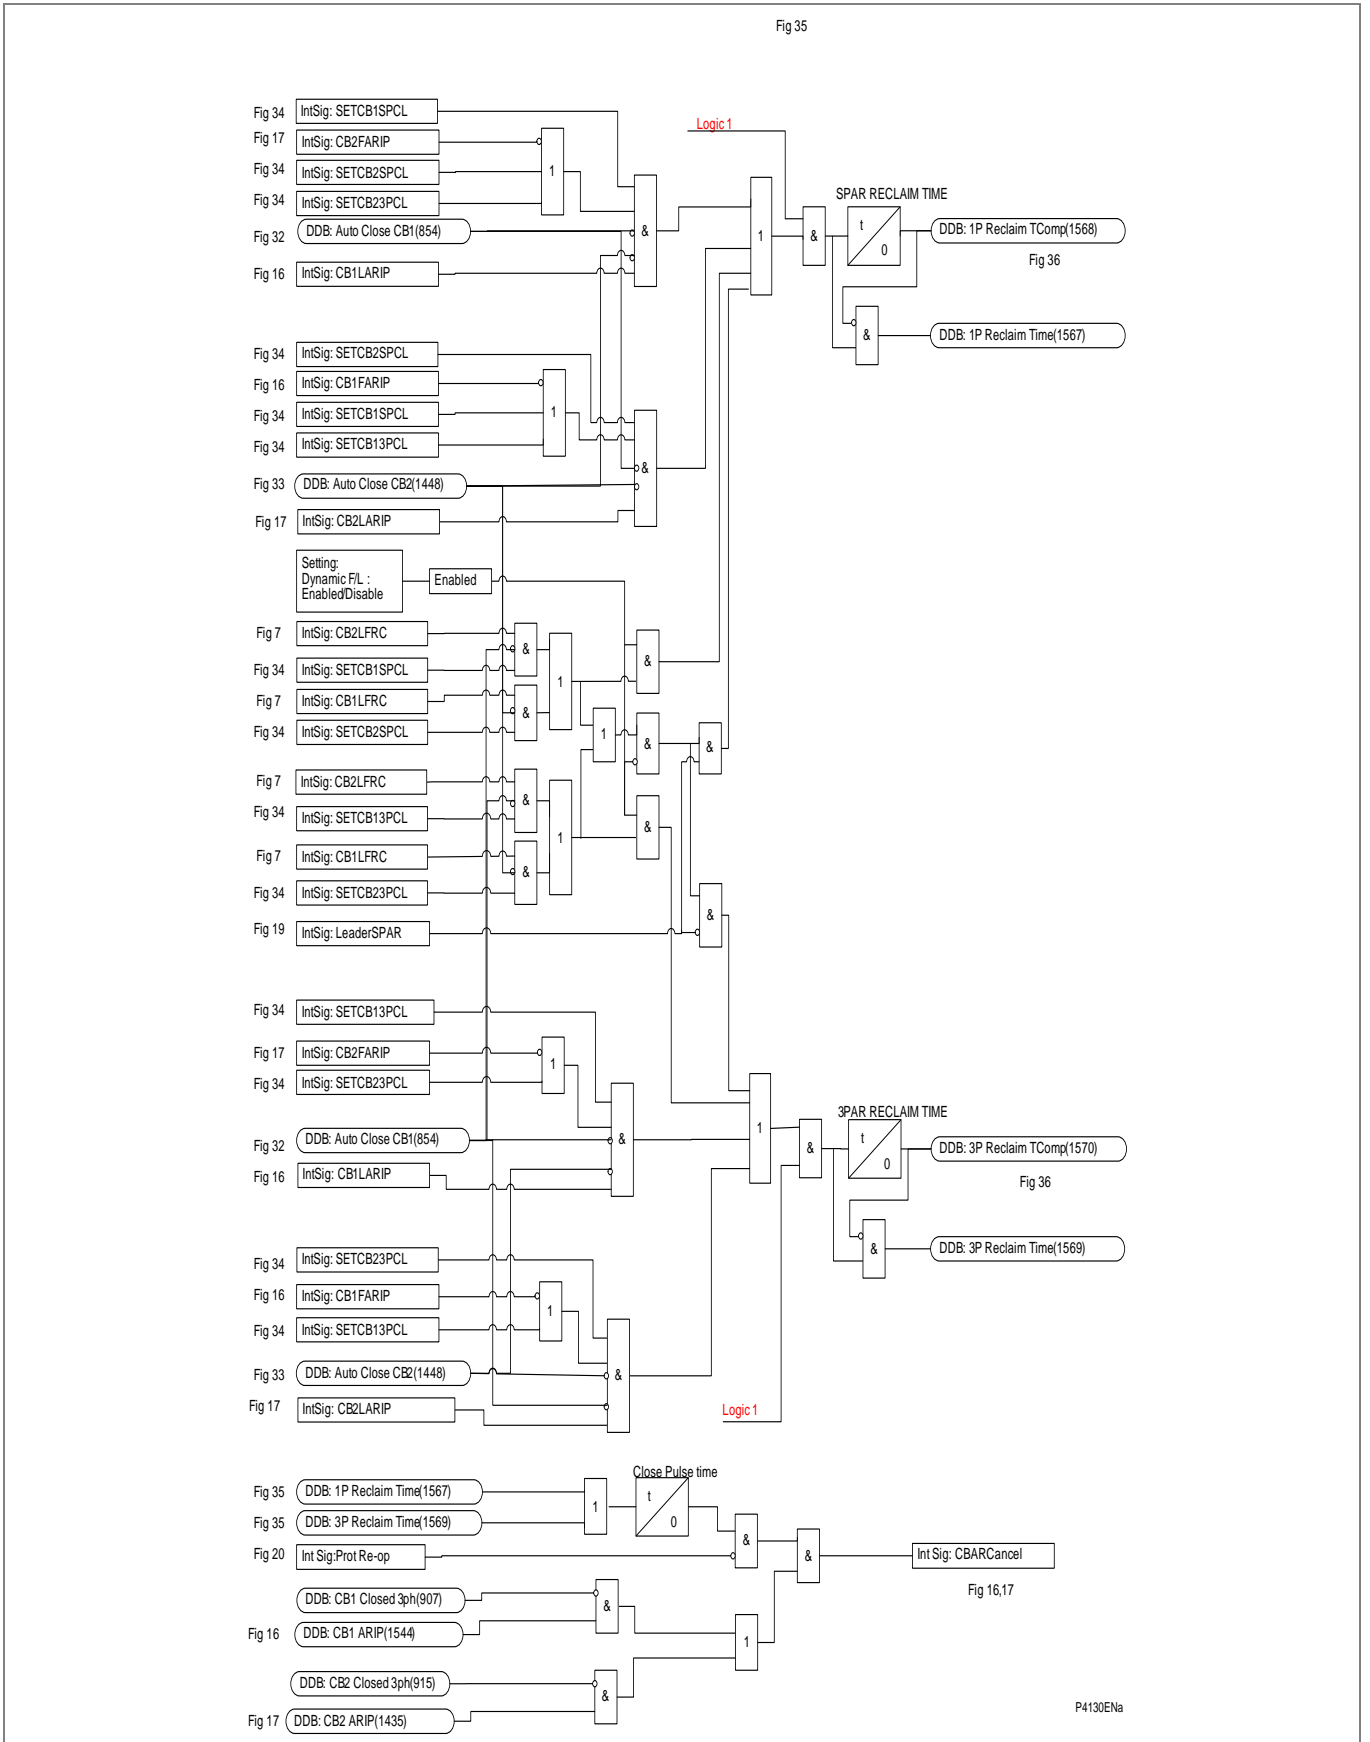 Fig 35
Fig 34 IntSig: SETCB1SPCL
Logic 1
Fig 17 IntSig: CB2FARIP
Fig 34 IntSig: SETCB2SPCL
1
SPAR RECLAIM TIME
Fig 34 IntSig: SETCB23PCL
t
0
Fig 32 DDB: Auto Close CB1(854)
&
1
&
DDB: 1P Reclaim TComp(1568)
Fig 36
Fig 16 IntSig: CB1LARIP
&
DDB: 1P Reclaim Time(1567)
Fig 34 IntSig: SETCB2SPCL
Fig 16 IntSig: CB1FARIP
Fig 34 IntSig: SETCB1SPCL
1
Fig 34 IntSig: SETCB13PCL
&
Fig 33 DDB: Auto Close CB2(1448)
Fig 17 IntSig: CB2LARIP
Setting:
Dynamic F/L :
Enabled/Disable
Enabled
Fig 7 IntSig: CB2LFRC
&
&
Fig 34 IntSig: SETCB1SPCL
1
Fig 7 IntSig: CB1LFRC
&
Fig 34 IntSig: SETCB2SPCL
1
&
&
Fig 7 IntSig: CB2LFRC
&
Fig 34 IntSig: SETCB13PCL
1
&
Fig 7 IntSig: CB1LFRC
&
Fig 34 IntSig: SETCB23PCL
&
Fig 19 IntSig: LeaderSPAR
Fig 34 IntSig: SETCB13PCL
Fig 17 IntSig: CB2FARIP
1
Fig 34 IntSig: SETCB23PCL
3PAR RECLAIM TIME
t
0
Fig 32 DDB: Auto Close CB1(854)
&
1
&
DDB: 3P Reclaim TComp(1570)
Fig 36
Fig 16 IntSig: CB1LARIP
&
DDB: 3P Reclaim Time(1569)
Fig 34 IntSig: SETCB23PCL
Fig 16 IntSig: CB1FARIP
1
Fig 34 IntSig: SETCB13PCL
Fig 33 DDB: Auto Close CB2(1448)
&
Fig 17 IntSig: CB2LARIP
Logic 1
Close Pulse time
Fig 35 DDB: 1P Reclaim Time(1567)
1
t
0
Fig 35 DDB: 3P Reclaim Time(1569)
&
Fig 20 Int Sig:Prot Re-op
&
Int Sig: CBARCancel
Fig 16,17
DDB: CB1 Closed 3ph(907)
&
Fig 16 DDB: CB1 ARIP(1544)
1
DDB: CB2 Closed 3ph(915)
&
Fig 17 DDB: CB2 ARIP(1435)
P4130ENa